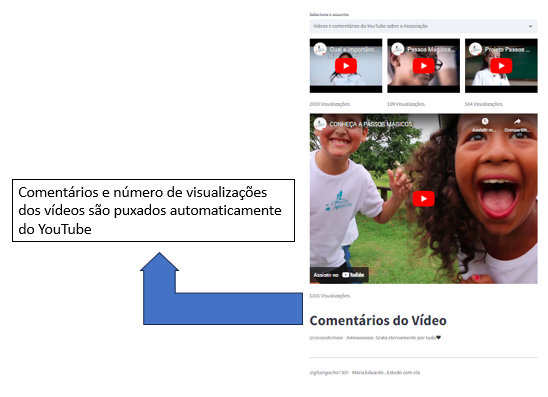 Selecione o assunto:
Vídeos e comentários do YouTube sobre a Associação
Qual a importânc...
Passos Mágicos ...
Projeto Passos ...
2019 Visualizações.
109 Visualizações.
504 Visualizações.
CONHEÇA A PASSOS MÁGICOS
Assistir m...
Compartilh...
Comentários e número de visualizações
dos vídeos são puxados automaticamente
do YouTube
Assistir no YouTube
1355 Visualizações.
Comentários do Vídeo
Amooooooo. Grata eternamente por tudo🖤
Maria Eduarda , Estudo com ela